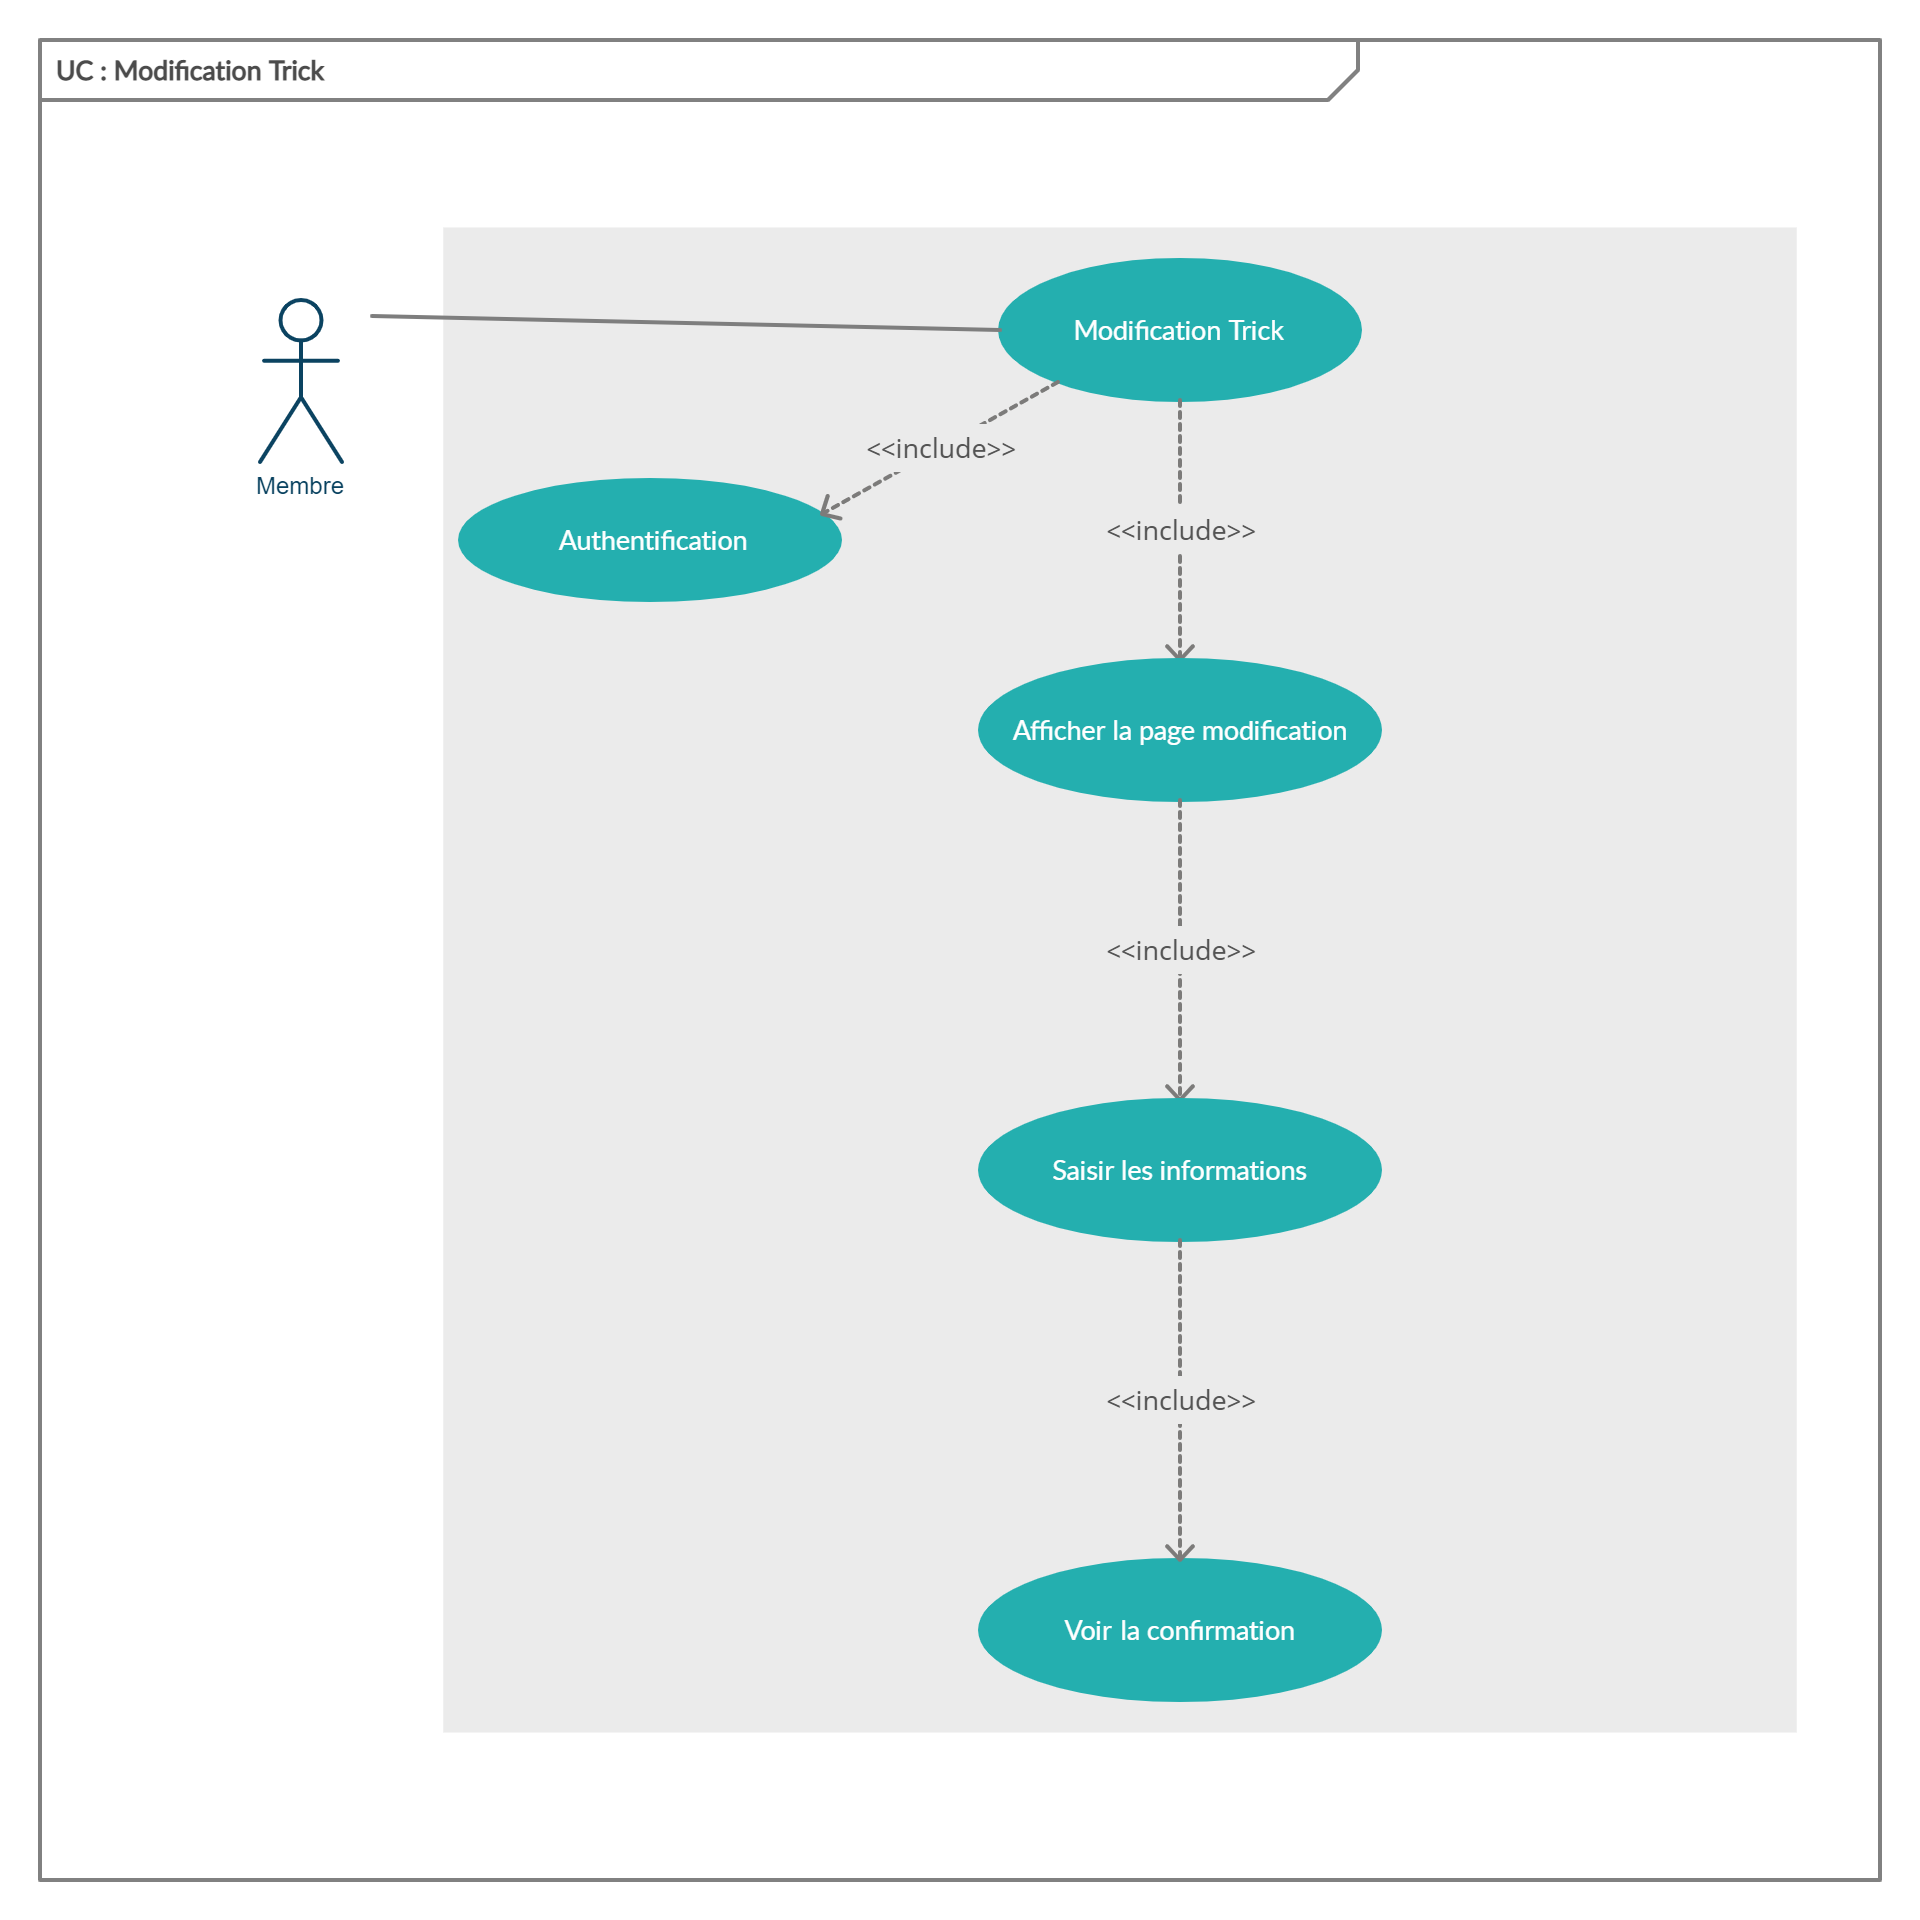 UC : Modification Trick
Modification Trick
<<include>>
Membre
<<include>>
Authentification
Afficher la page modification
<<include>>
Saisir les informations
<<include>>
Voir la confirmation